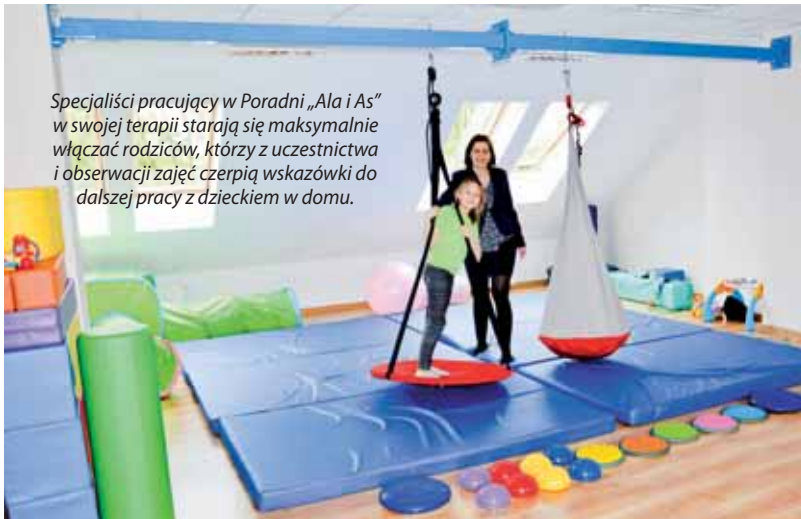 Specjaliści pracujący w Poradni „Ala i As”
w swojej terapii starają się maksymalnie
włączać rodziców, którzy z uczestnictwa
i obserwacji zajęć czerpią wskazówki do
dalszej pracy z dzieckiem w domu.